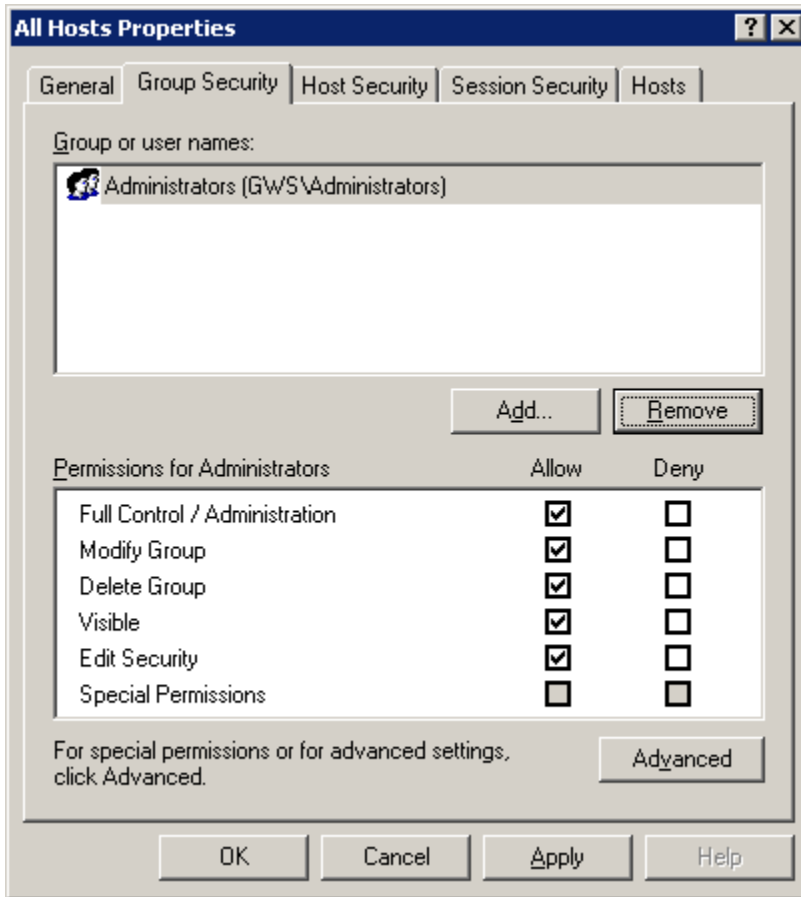 All Hosts Properties
General Group Security Host Security Session Security Hosts
Group or user names:
Administrators (GWS\Administrators)
Add... Remove
Permissions for Administrators Allow Deny
Full Control / Administration
Modify Group
Delete Group
Visible
Edit Security
Special Permissions
For special permissions or for advanced settings,
click Advanced.
Advanced
OK Cancel Apply Help